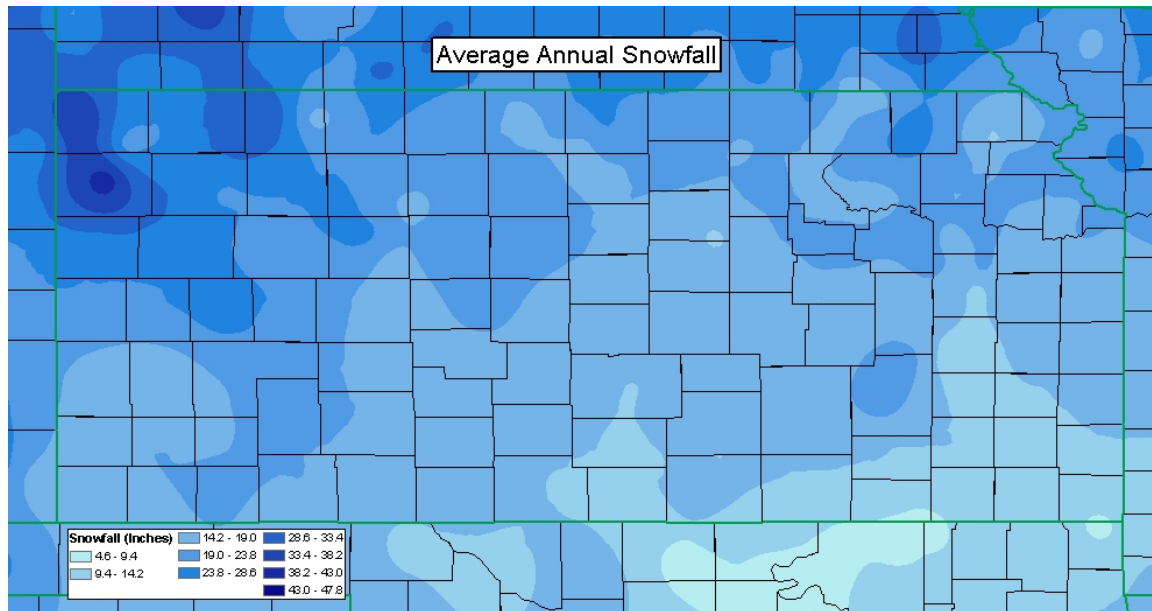 Average Annual Snowfall
Snowfall (Inches)
4.6 - 9.4
9.4 - 14.2
14.2 - 19.0
19.0 - 23.8
23.8 - 28.6
28.6 - 33.4
33.4 - 38.2
38.2 - 43.0
43.0 - 47.8